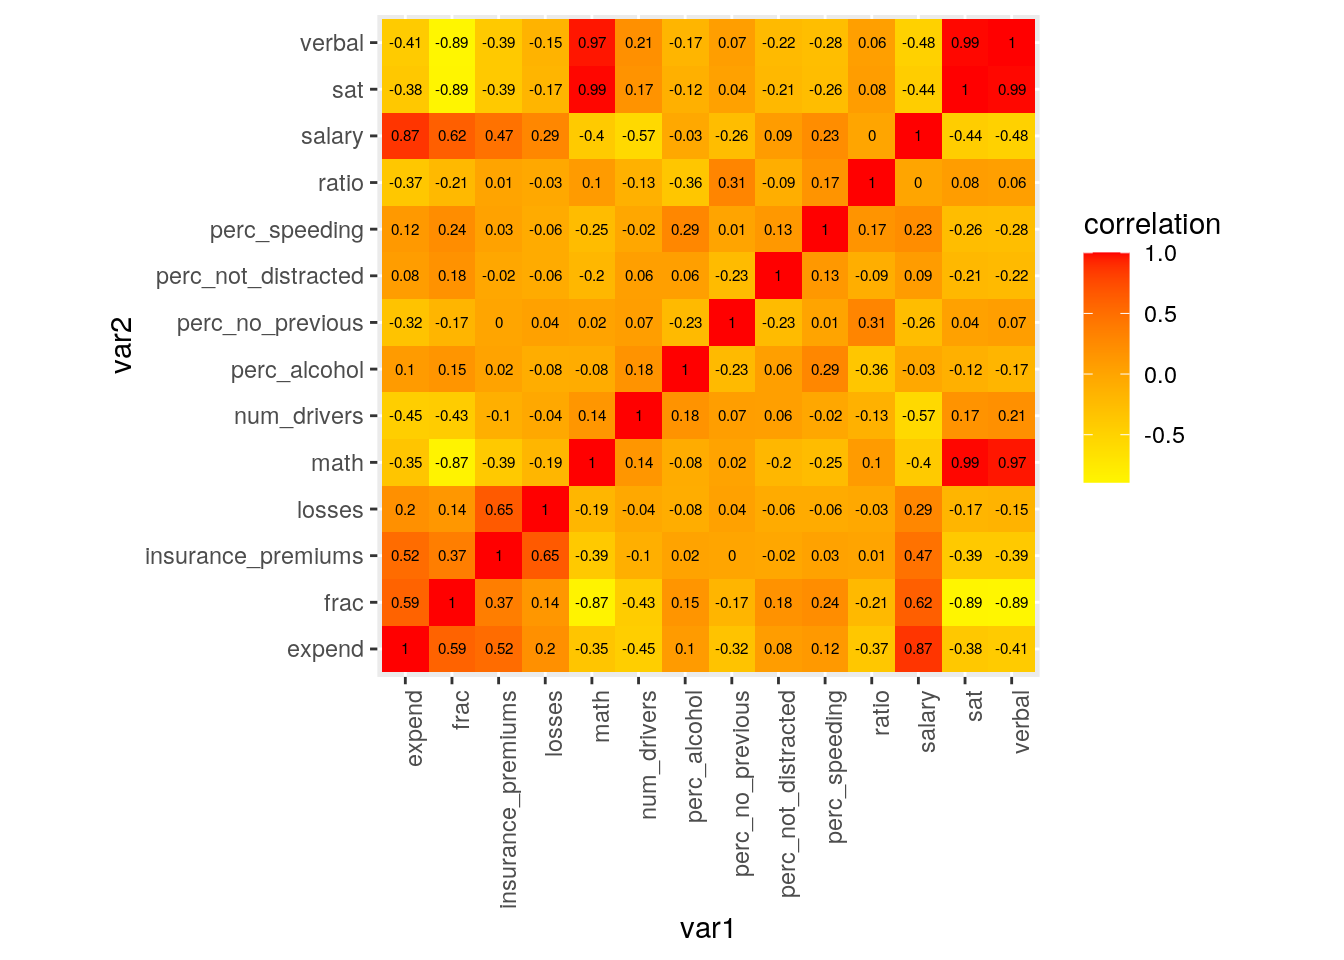 verbal -0.41 -0.89 -0.39 -0.15 0.97 0.21 -0.17 0.07 -0.22 -0.28 0.06 -0.48 0.99 1
sat -0.38 -0.89 -0.39 -0.17 0.99 0.17 -0.12 0.04 -0.21 -0.26 0.08 -0.44 1 0.99
salary 0.87 0.62 0.47 0.29 -0.4 -0.57 -0.03 -0.26 0.09 0.23 0 1 -0.44 -0.48
ratio -0.37 -0.21 0.01 -0.03 0.1 -0.13 -0.36 0.31 -0.09 0.17 1 0 0.08 0.06
perc_speeding 0.12 0.24 0.03 -0.06 -0.25 -0.02 0.29 0.01 0.13 1 0.17 0.23 -0.26 -0.28
perc_not_distracted 0.08 0.18 -0.02 -0.06 -0.2 0.06 0.06 -0.23 1 0.13 -0.09 0.09 -0.21 -0.22
perc_no_previous -0.32 -0.17 0 0.04 0.02 0.07 -0.23 1 -0.23 0.01 0.31 -0.26 0.04 0.07
perc_alcohol 0.1 0.15 0.02 -0.08 -0.08 0.18 1 -0.23 0.06 0.29 -0.36 -0.03 -0.12 -0.17
num_drivers -0.45 -0.43 -0.1 -0.04 0.14 1 0.18 0.07 0.06 -0.02 -0.13 -0.57 0.17 0.21
math -0.35 -0.87 -0.39 -0.19 1 0.14 -0.08 0.02 -0.2 -0.25 0.1 -0.4 0.99 0.97
losses 0.2 0.14 0.65 1 -0.19 -0.04 -0.08 0.04 -0.06 -0.06 -0.03 0.29 -0.17 -0.15
insurance_premiums 0.52 0.37 1 0.65 -0.39 -0.1 0.02 0 -0.02 0.03 0.01 0.47 -0.39 -0.39
frac 0.59 1 0.37 0.14 -0.87 -0.43 0.15 -0.17 0.18 0.24 -0.21 0.62 -0.89 -0.89
expend 1 0.59 0.52 0.2 -0.35 -0.45 0.1 -0.32 0.08 0.12 -0.37 0.87 -0.38 -0.41
var2
expend
frac
insurance_premiums
losses
math
num_drivers
perc_alcohol
perc_no_previous
perc_not_distracted
perc_speeding
ratio
salary
sat
verbal
var1
correlation
1.0
0.5
0.0
-0.5